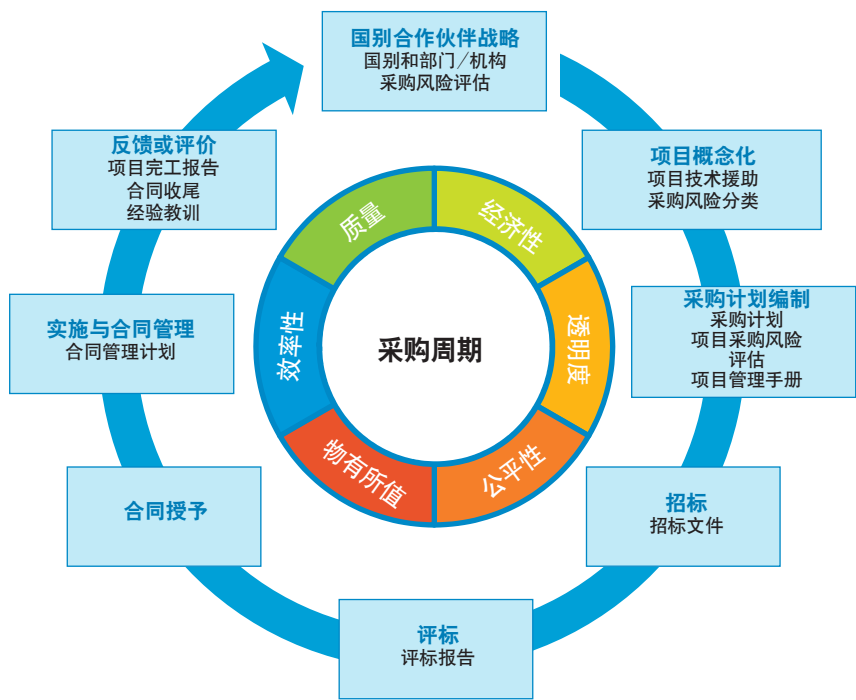 国别合作伙伴战略
国别和部门/机构
采购风险评估
项目概念化
项目技术援助
采购风险分类
采购计划编制
采购计划
项目采购风险
评估
项目管理手册
招标
招标文件
评标
评标报告
合同授予
实施与合同管理
合同管理计划
反馈或评价
项目完工报告
合同收尾
经验教训
质量
经济性
透明度
公平性
物有所值
效率性
采购周期